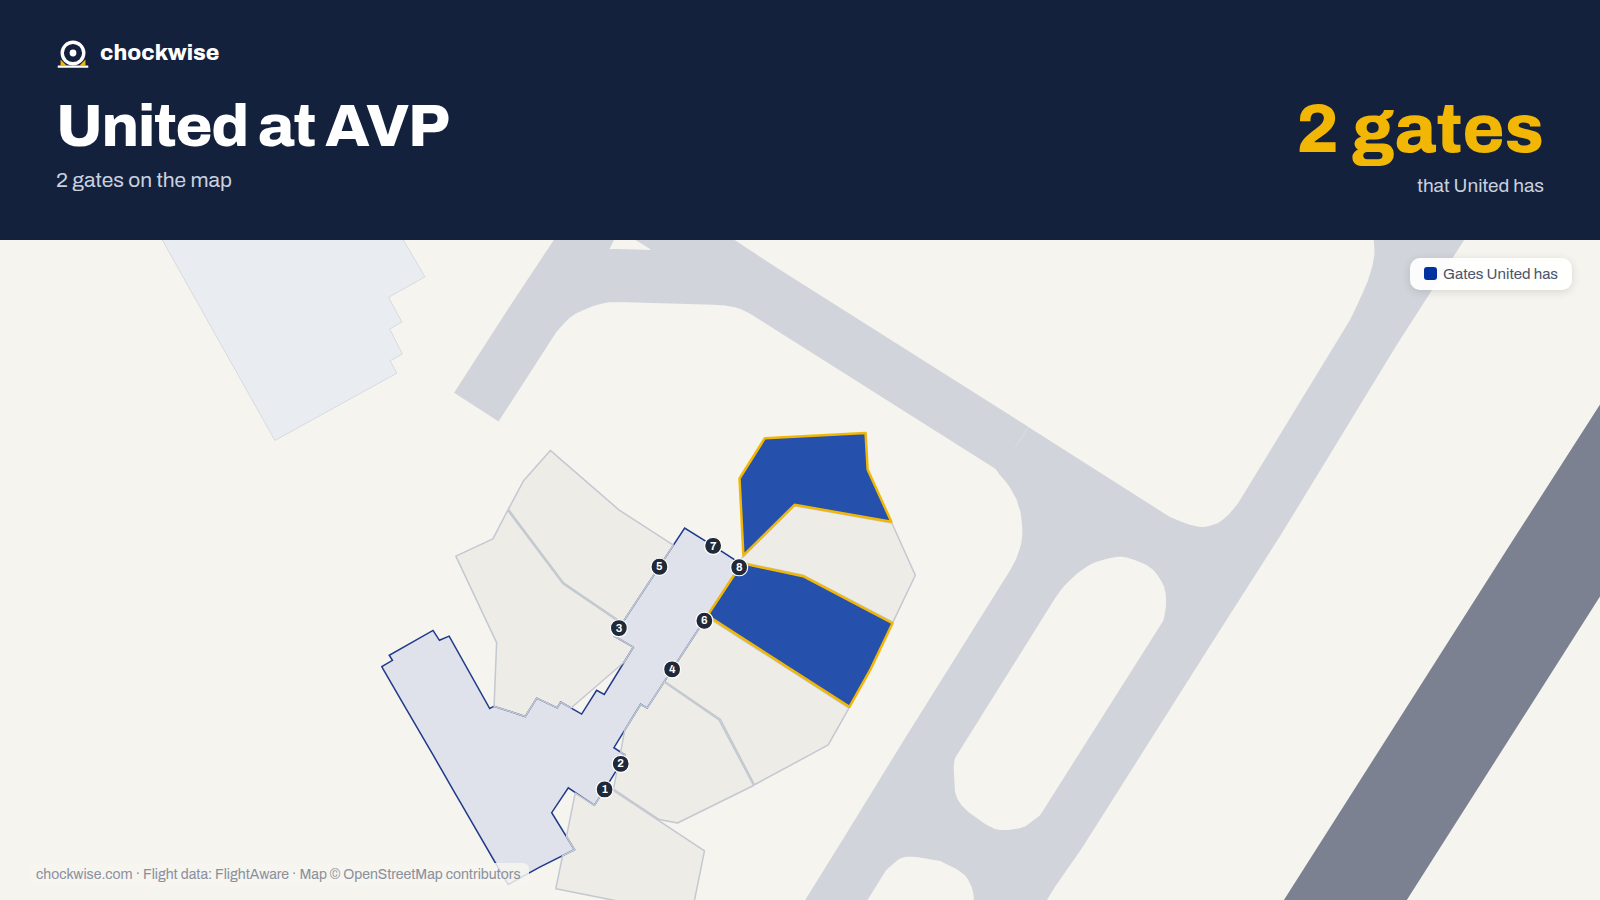 chockwise
United at AVP
2 gates on the map
2 gates
that United has
Gates United has
7
5
8
6
3
4
2
1
chockwise.com · Flight data: FlightAware · Map © OpenStreetMap contributors